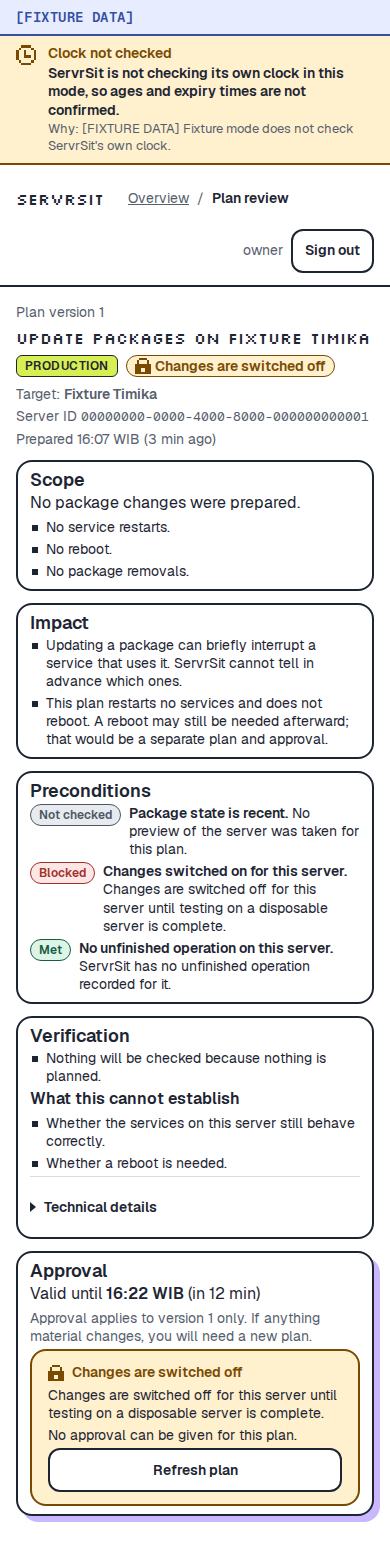 [FIXTURE DATA]
Clock not checked
ServrSit is not checking its own clock in this
mode, so ages and expiry times are not
confirmed.
Why: [FIXTURE DATA] Fixture mode does not check
ServrSit's own clock.
SERVRSIT
Overview / Plan review
owner
Sign out
Plan version 1
UPDATE PACKAGES ON FIXTURE TIMIKA
PRODUCTION
Changes are switched off
Target: Fixture Timika
Server ID 00000000-0000-4000-8000-000000000001
Prepared 16:07 WIB (3 min ago)
Scope
No package changes were prepared.
No service restarts.
No reboot.
No package removals.
Impact
Updating a package can briefly interrupt a
service that uses it. ServrSit cannot tell in
advance which ones.
This plan restarts no services and does not
reboot. A reboot may still be needed afterward;
that would be a separate plan and approval.
Preconditions
Not checked
Package state is recent. No
preview of the server was taken for
this plan.
Blocked
Changes switched on for this server.
Changes are switched off for this
server until testing on a disposable
server is complete.
Met
No unfinished operation on this server.
ServrSit has no unfinished operation
recorded for it.
Verification
Nothing will be checked because nothing is
planned.
What this cannot establish
Whether the services on this server still behave
correctly.
Whether a reboot is needed.
Technical details
Approval
Valid until 16:22 WIB (in 12 min)
Approval applies to version 1 only. If anything
material changes, you will need a new plan.
Changes are switched off
Changes are switched off for this server until
testing on a disposable server is complete.
No approval can be given for this plan.
Refresh plan